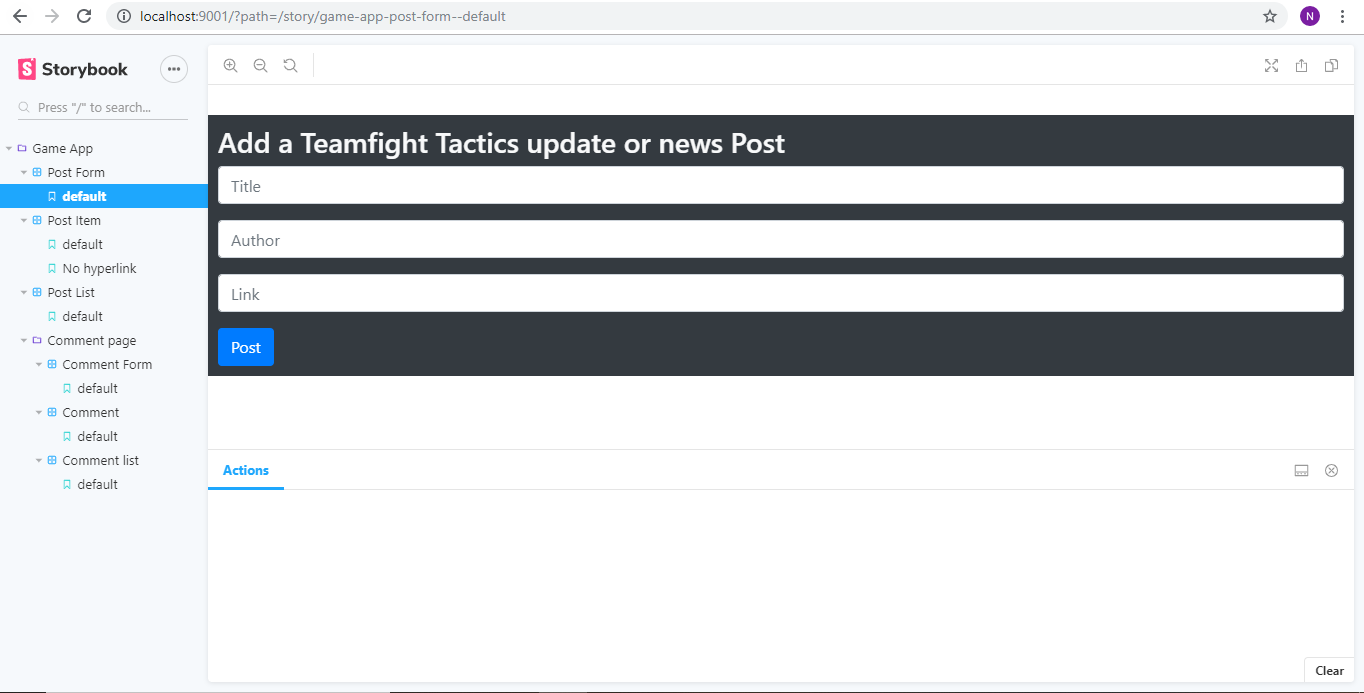 localhost:9001/?path=/story/game-app-post-form--default
N
S Storybook
Press "/" to search...
Game App
Post Form
default
Post Item
default
No hyperlink
Post List
default
Comment page
Comment Form
default
Comment
default
Comment list
default
Add a Teamfight Tactics update or news Post
Title
Author
Link
Post
Actions
Clear